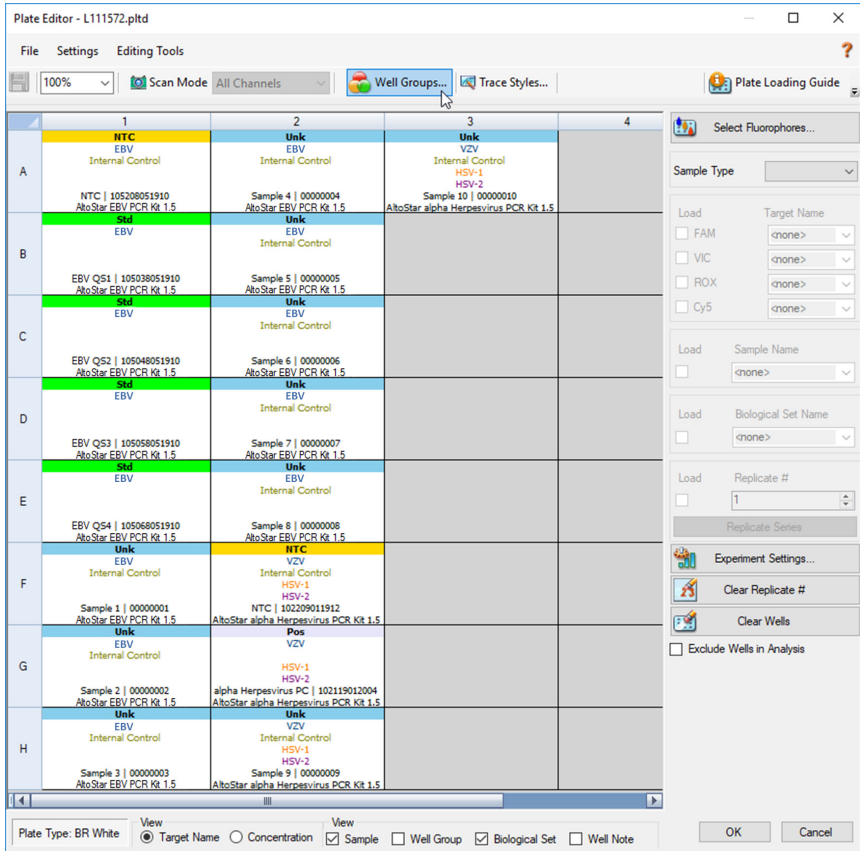 Plate Editor - L111572.pltd
File Settings Editing Tools ?
100% Scan Mode All Channels Well Groups... Trace Styles... Plate Loading Guide
1 2 3 4
A
NTC
EBV
Internal Control
NTC | 105208051910
AltoStar EBV PCR Kit 1.5
Unk
EBV
Internal Control
Sample 4 | 00000004
AltoStar EBV PCR Kit 1.5
Unk
VZV
Internal Control
HSV-1
HSV-2
Sample 10 | 00000010
AltoStar alpha Herpesvirus PCR Kit 1.5
B
Std
EBV
EBV QS1 | 105038051910
AltoStar EBV PCR Kit 1.5
Unk
EBV
Internal Control
Sample 5 | 00000005
AltoStar EBV PCR Kit 1.5
C
Std
EBV
EBV QS2 | 105048051910
AltoStar EBV PCR Kit 1.5
Unk
EBV
Internal Control
Sample 6 | 00000006
AltoStar EBV PCR Kit 1.5
D
Std
EBV
EBV QS3 | 105058051910
AltoStar EBV PCR Kit 1.5
Unk
EBV
Internal Control
Sample 7 | 00000007
AltoStar EBV PCR Kit 1.5
E
Std
EBV
EBV QS4 | 105068051910
AltoStar EBV PCR Kit 1.5
Unk
EBV
Internal Control
Sample 8 | 00000008
AltoStar EBV PCR Kit 1.5
F
Unk
EBV
Internal Control
Sample 1 | 00000001
AltoStar EBV PCR Kit 1.5
NTC
VZV
Internal Control
HSV-1
HSV-2
NTC | 102209011912
AltoStar alpha Herpesvirus PCR Kit 1.5
G
Unk
EBV
Internal Control
Sample 2 | 00000002
AltoStar EBV PCR Kit 1.5
Pos
VZV
HSV-1
HSV-2
alpha Herpesvirus PC | 102119012004
AltoStar alpha Herpesvirus PCR Kit 1.5
H
Unk
EBV
Internal Control
Sample 3 | 00000003
AltoStar EBV PCR Kit 1.5
Unk
VZV
Internal Control
HSV-1
HSV-2
Sample 9 | 00000009
AltoStar alpha Herpesvirus PCR Kit 1.5
Select Fluorophores...
Sample Type
Load Target Name
FAM <none>
VIC <none>
ROX <none>
Cy5 <none>
Load Sample Name
<none>
Load Biological Set Name
<none>
Load Replicate #
1
Replicate Series
Experiment Settings...
Clear Replicate #
Clear Wells
Exclude Wells in Analysis
Plate Type: BR White
View
Target Name Concentration
View
Sample Well Group Biological Set Well Note
OK Cancel